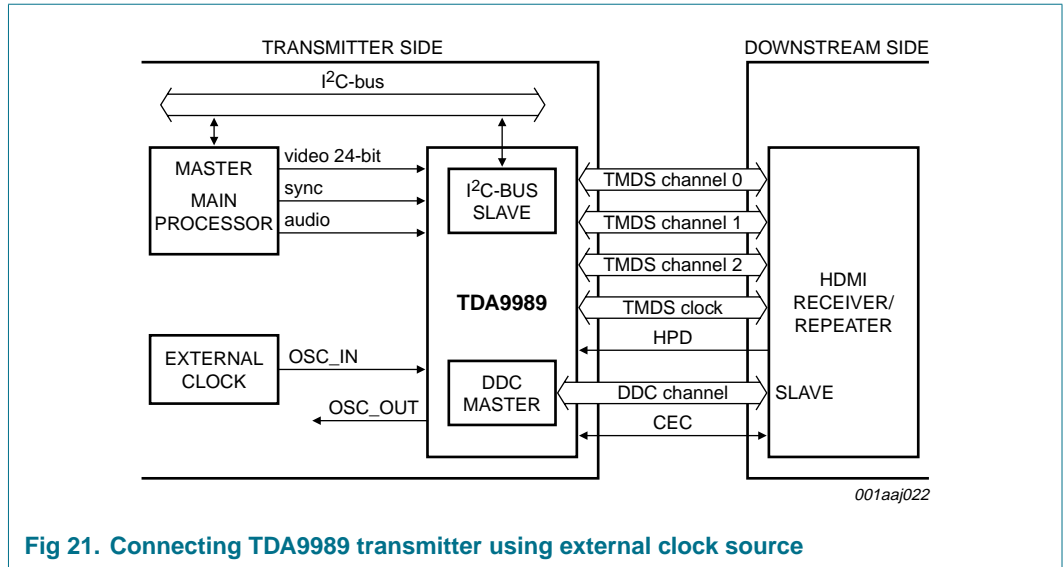 TRANSMITTER SIDE
DOWNSTREAM SIDE
I²C-bus
MASTER
MAIN
PROCESSOR
video 24-bit
sync
audio
I²C-BUS
SLAVE
TDA9989
TMDS channel 0
TMDS channel 1
TMDS channel 2
TMDS clock
HPD
HDMI
RECEIVER/
REPEATER
EXTERNAL
CLOCK
OSC_IN
OSC_OUT
DDC
MASTER
DDC channel
SLAVE
CEC
001aaj022
Fig 21. Connecting TDA9989 transmitter using external clock source